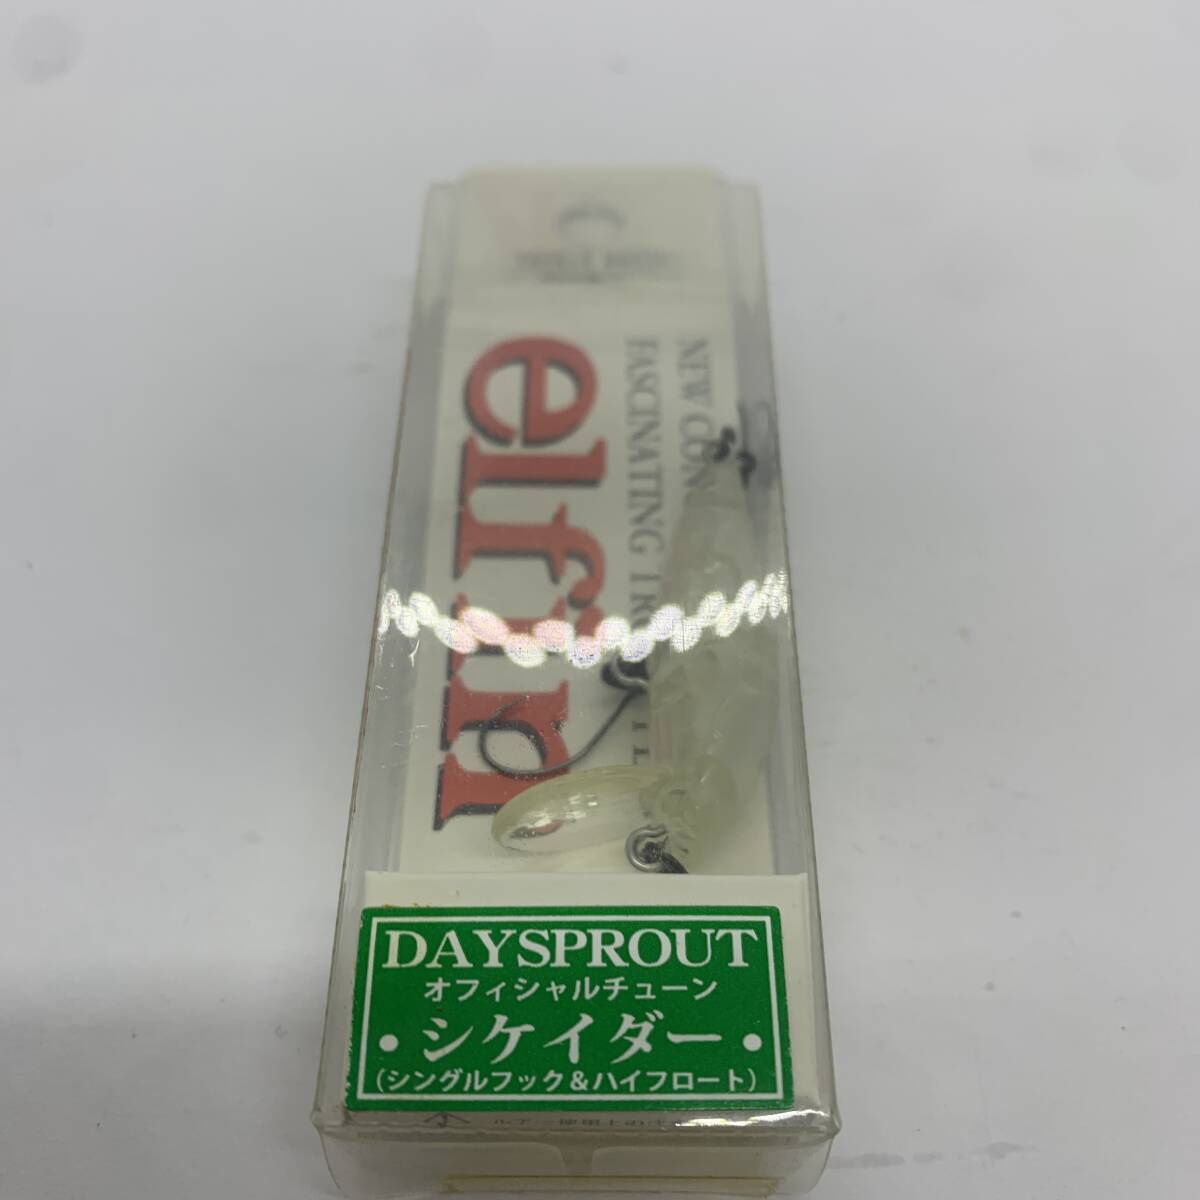 elfin
NEW CON
FASCINATING TRO
DAYSPROUT
オフィシャルチューン
・シケイダー・
(シングルフック&ハイフロート)